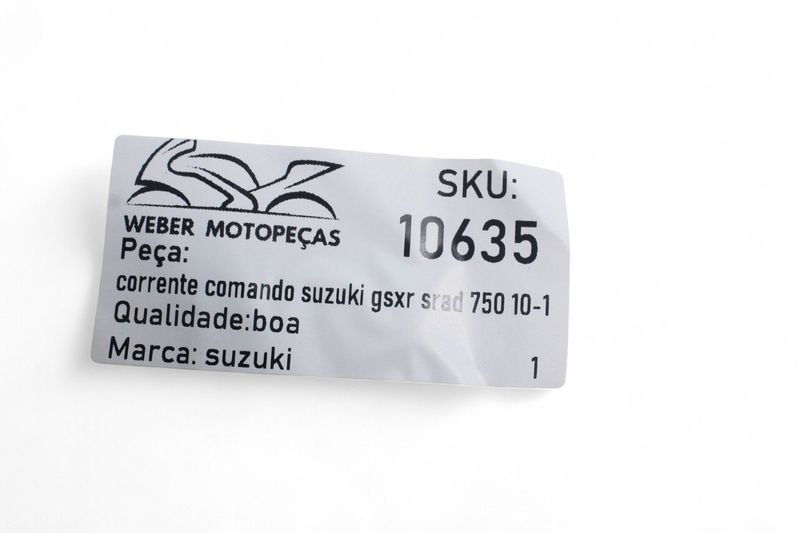 WEBER MOTOPEÇAS
SKU:
10635
Peça:
corrente comando suzuki gsxr srad 750 10-1
Qualidade:boa
Marca: suzuki
1